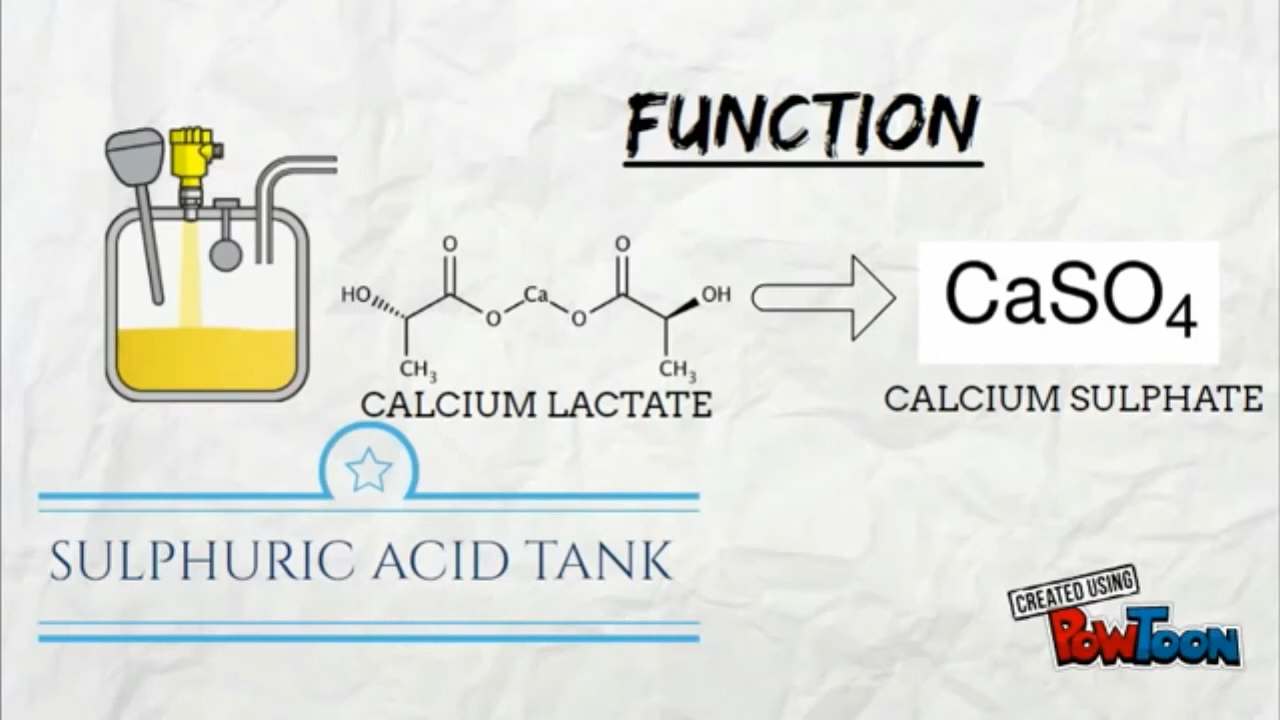 FUNCTION
O
O
HO
Ca
OH
O
O
CH3
CH3
CaSO4
CALCIUM LACTATE
CALCIUM SULPHATE
SULPHURIC ACID TANK
CREATED USING
POWTOON